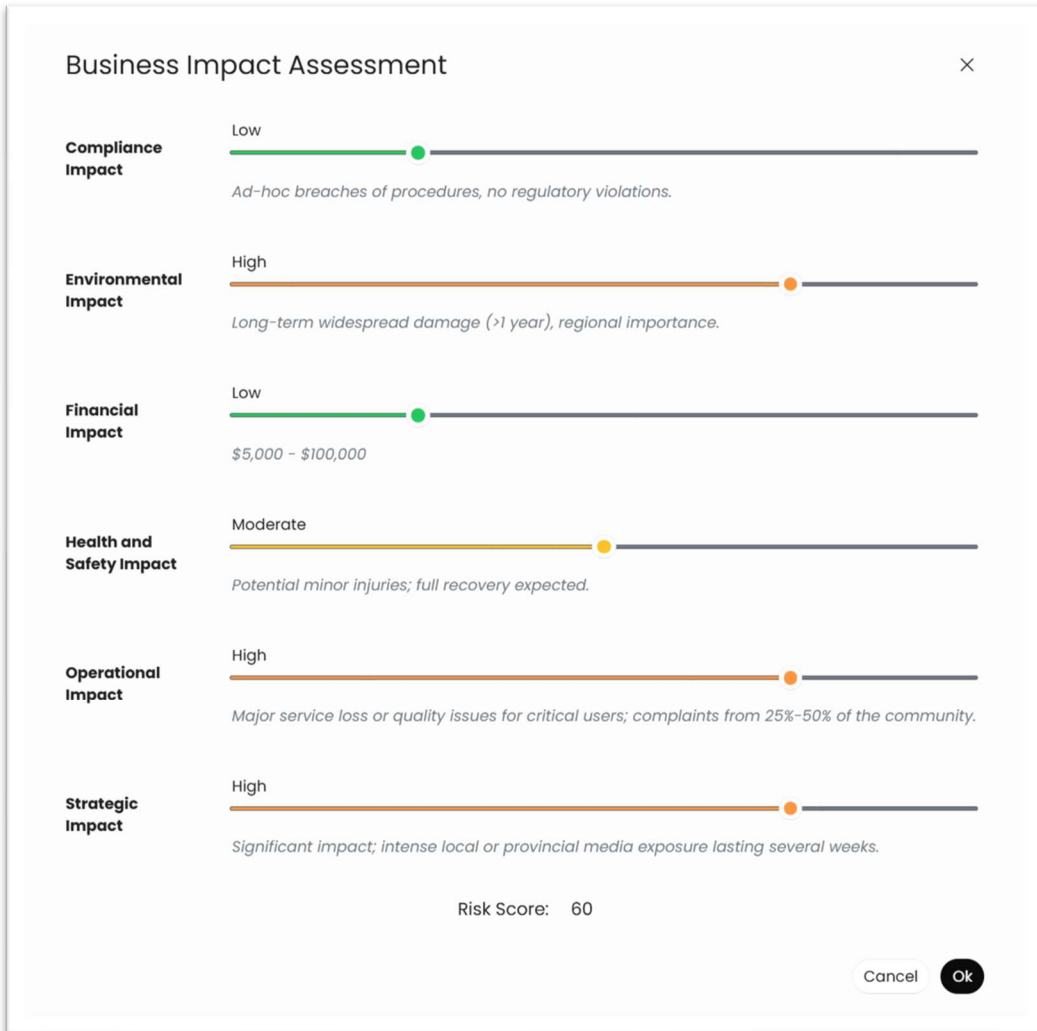 Business Impact Assessment
Low
Compliance
Impact
Ad-hoc breaches of procedures, no regulatory violations.
High
Environmental
Impact
Long-term widespread damage (>1 year), regional importance.
Low
Financial
Impact
$5,000 - $100,000
Moderate
Health and
Safety Impact
Potential minor injuries; full recovery expected.
High
Operational
Impact
Major service loss or quality issues for critical users; complaints from 25%-50% of the community.
High
Strategic
Impact
Significant impact; intense local or provincial media exposure lasting several weeks.
Risk Score: 60
Cancel Ok